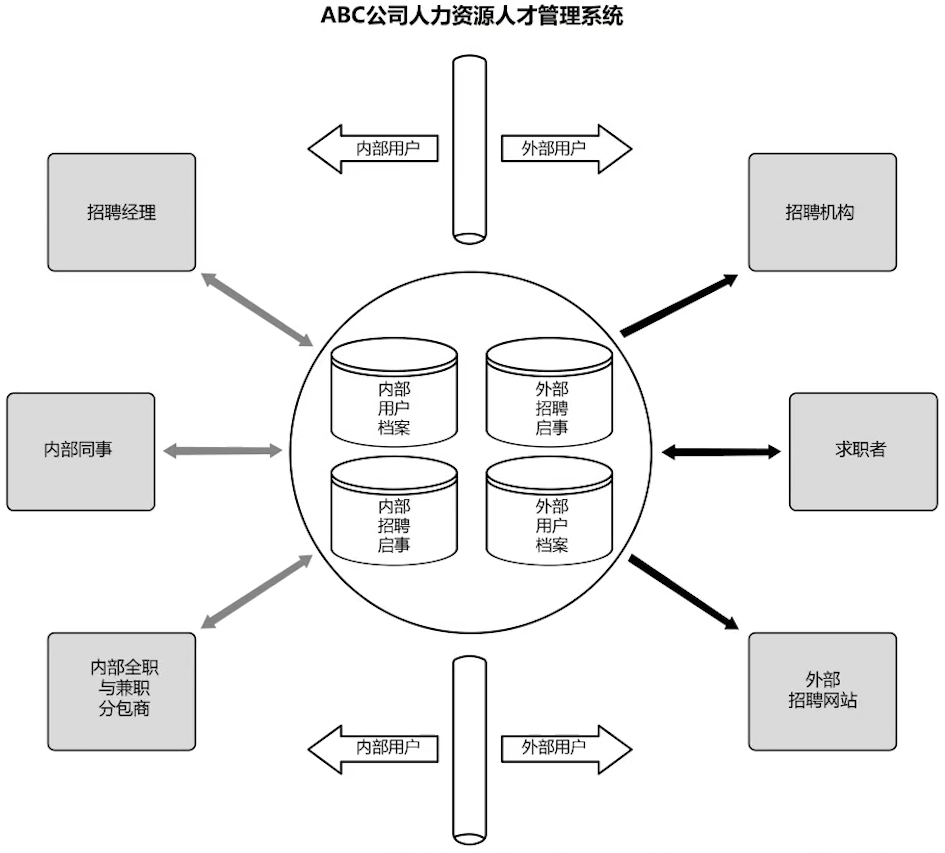 ABC公司人力资源人才管理系统
内部用户
外部用户
招聘经理
招聘机构
内部
用户
档案
外部
招聘
启事
内部同事
求职者
内部
招聘
启事
外部
用户
档案
内部全职
与兼职
分包商
外部
招聘网站
内部用户
外部用户